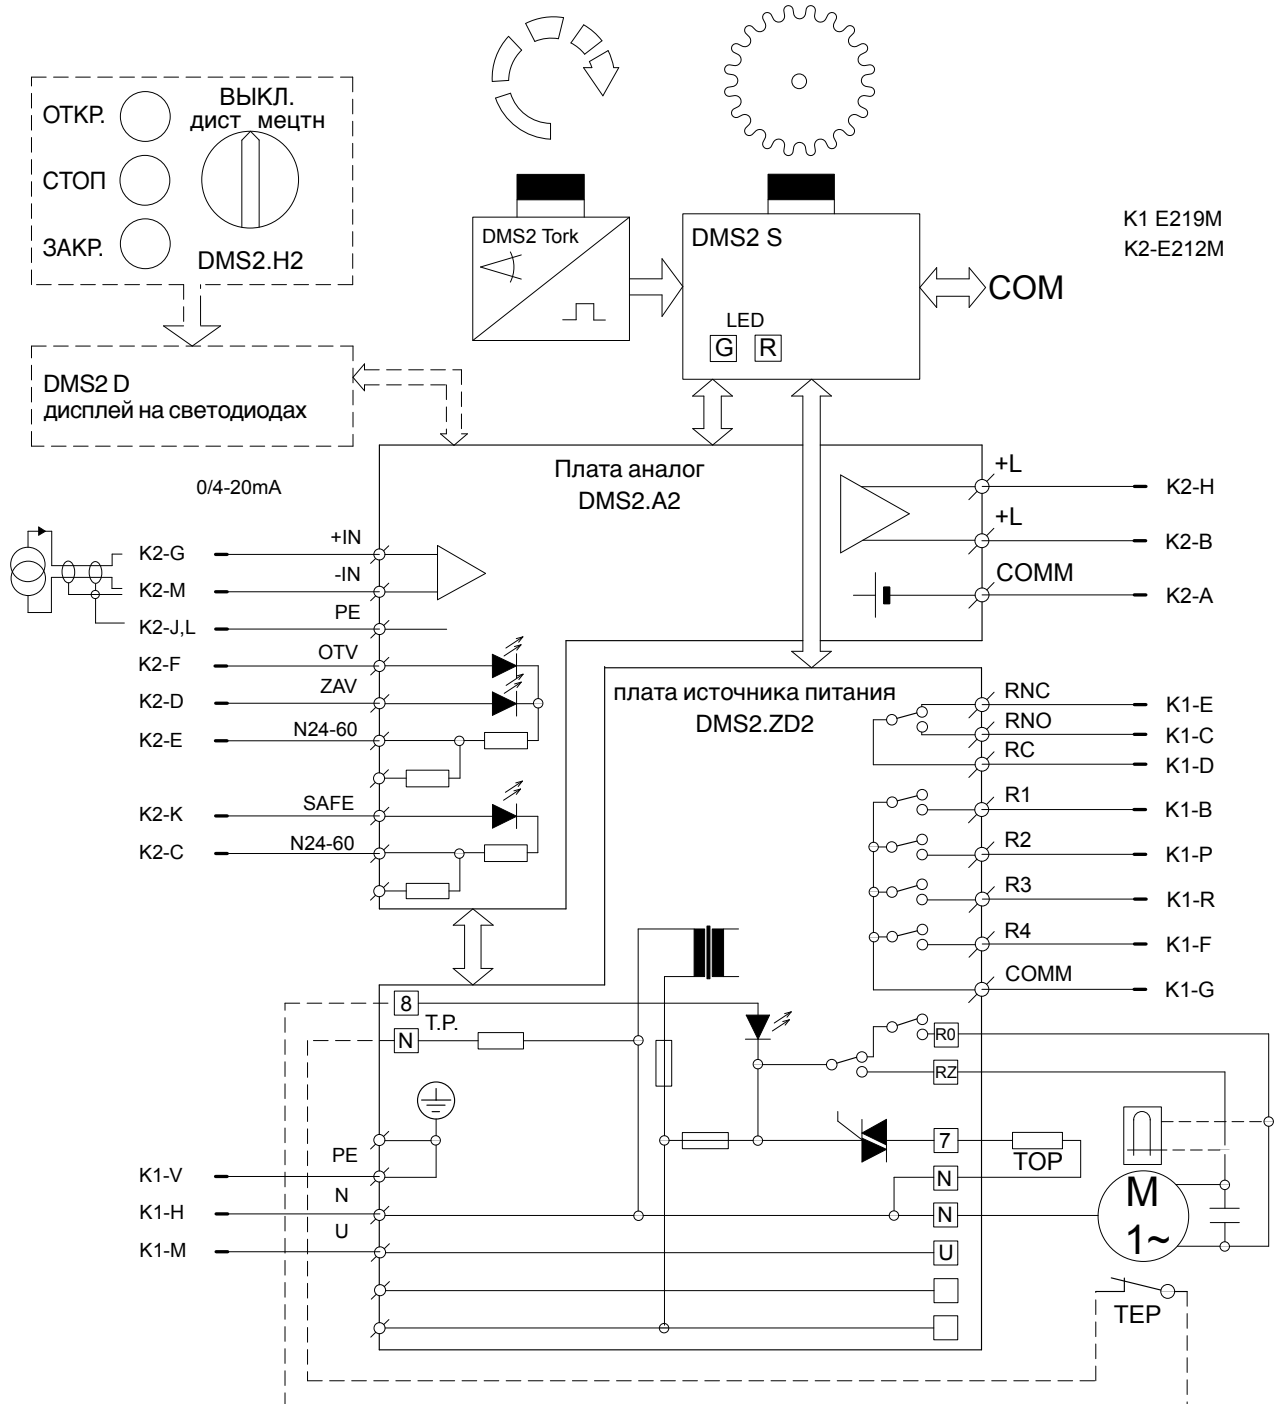 ОТКР.
ВЫКЛ.
дист мецтн
СТОП
ЗАКР.
DMS2.H2
DMS2 Tork
DMS2 S
LED
G R
COM
K1 E219M
K2-E212M
DMS2 D
дисплей на светодиодах
0/4-20mA
Плата аналог
DMS2.A2
+L
K2-H
+L
K2-B
COMM
K2-A
K2-G
+IN
K2-M
-IN
K2-J,L
PE
K2-F
OTV
K2-D
ZAV
K2-E
N24-60
K2-K
SAFE
K2-C
N24-60
плата источника питания
DMS2.ZD2
RNC
K1-E
RNO
K1-C
RC
K1-D
R1
K1-B
R2
K1-P
R3
K1-R
R4
K1-F
COMM
K1-G
8
T.P.
N
R0
RZ
7
TOP
N
N
U
PE
K1-V
N
K1-H
U
K1-M
M
1~
TEP